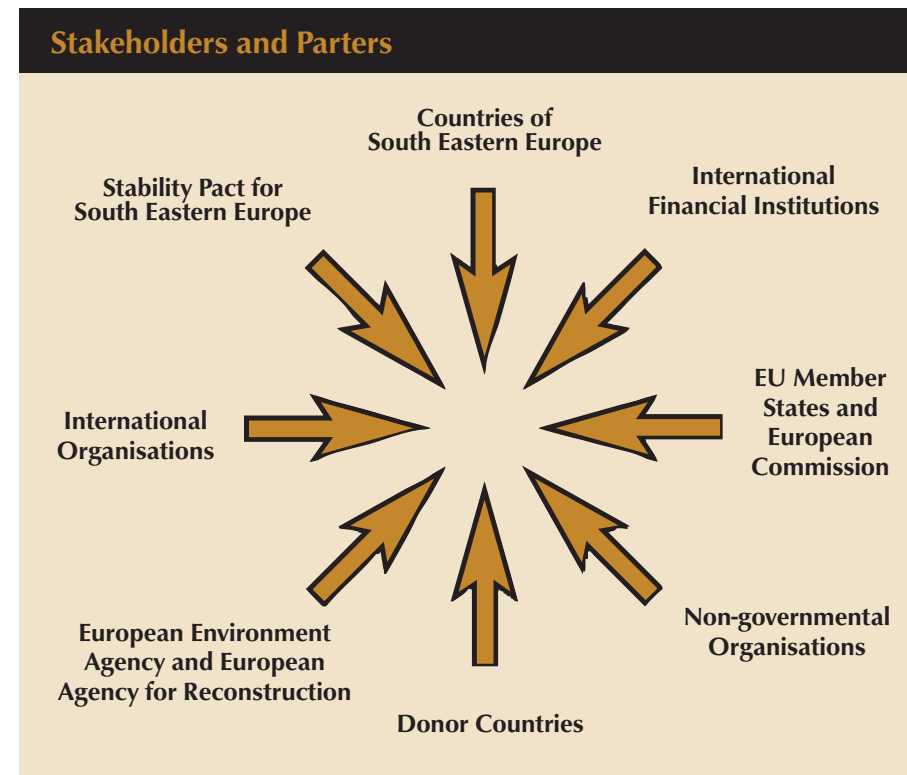 Stakeholders and Parters
Countries of
South Eastern Europe
Stability Pact for
South Eastern Europe
International
Financial Institutions
International
Organisations
EU Member
States and
European
Commission
European Environment
Agency and European
Agency for Reconstruction
Non-governmental
Organisations
Donor Countries